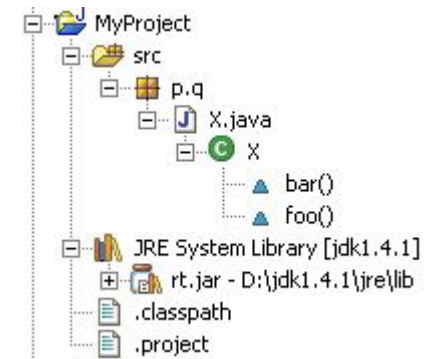 MyProject
src
p.q
X.java
X
bar()
foo()
JRE System Library [jdk1.4.1]
rt.jar - D:\jdk1.4.1\jre\lib
.classpath
.project